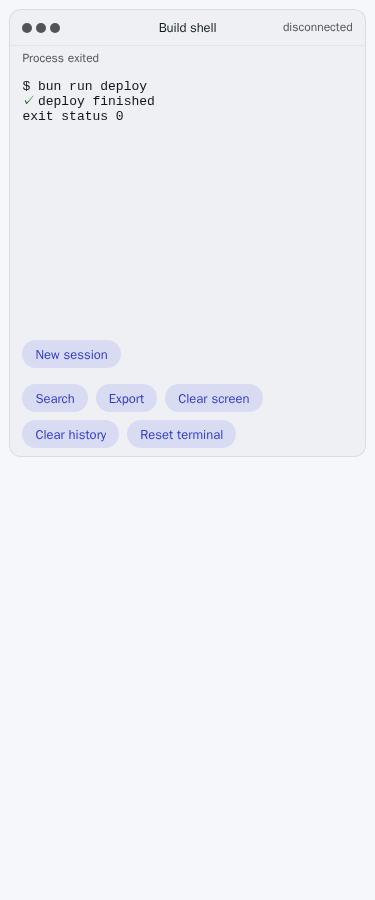 Build shell
disconnected
Process exited
$ bun run deploy
✓ deploy finished
exit status 0
New session
Search Export Clear screen
Clear history Reset terminal